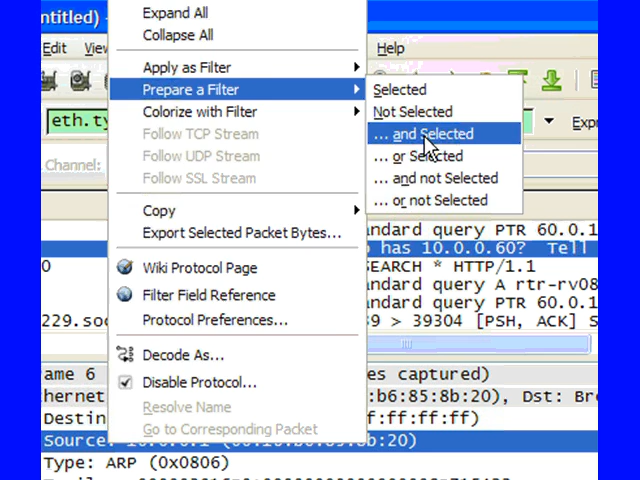 ntitled) -
Expand All
Collapse All
Edit View Help
Apply as Filter
Prepare a Filter
Selected
Colorize with Filter
Not Selected
eth.ty
Expr
Follow TCP Stream
... and Selected
Follow UDP Stream
... or Selected
Channel:
Follow SSL Stream
... and not Selected
Copy
... or not Selected
Export Selected Packet Bytes...
andard query PTR 60.0.1
o has 10.0.0.60? Tell
Wiki Protocol Page
0
SEARCH * HTTP/1.1
Filter Field Reference
andard query A rtr-rv08
andard query PTR 60.0.1
Protocol Preferences...
229.soc
39 > 39304 [PSH, ACK] S
Decode As...
ame 6
es captured)
Disable Protocol...
hernet
:b6:85:8b:20), Dst: Bro
Resolve Name
Destin
f:ff:ff:ff)
Go to Corresponding Packet
Source:
8b:20)
Type: ARP (0x0806)